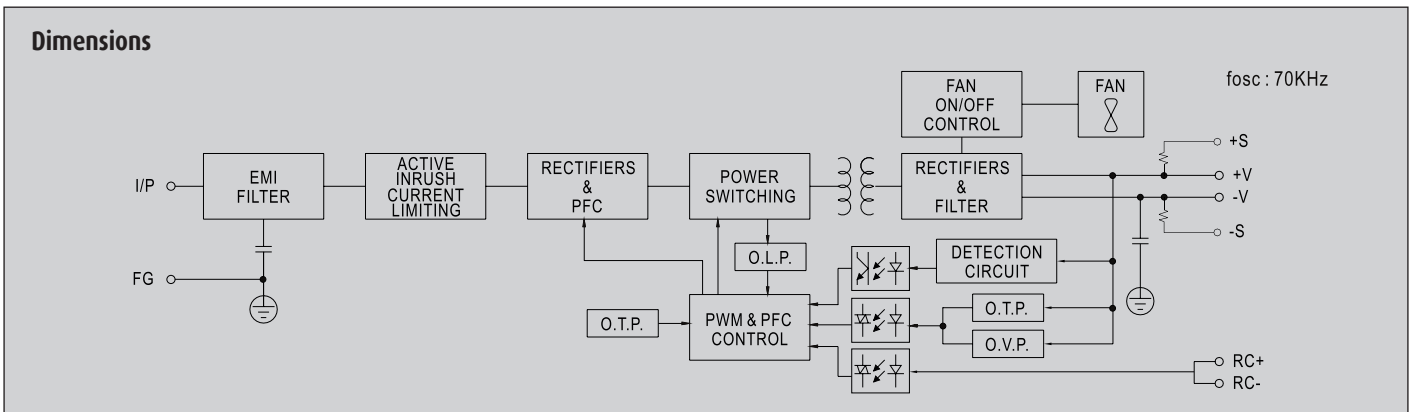 Dimensions
fosc : 70KHz
FAN
ON/OFF
CONTROL
FAN
I/P
EMI
FILTER
ACTIVE
INRUSH
CURRENT
LIMITING
RECTIFIERS
&
PFC
POWER
SWITCHING
RECTIFIERS
&
FILTER
+S
+V
-V
-S
FG
O.L.P.
DETECTION
CIRCUIT
O.T.P.
PWM & PFC
CONTROL
O.T.P.
O.V.P.
RC+
RC-